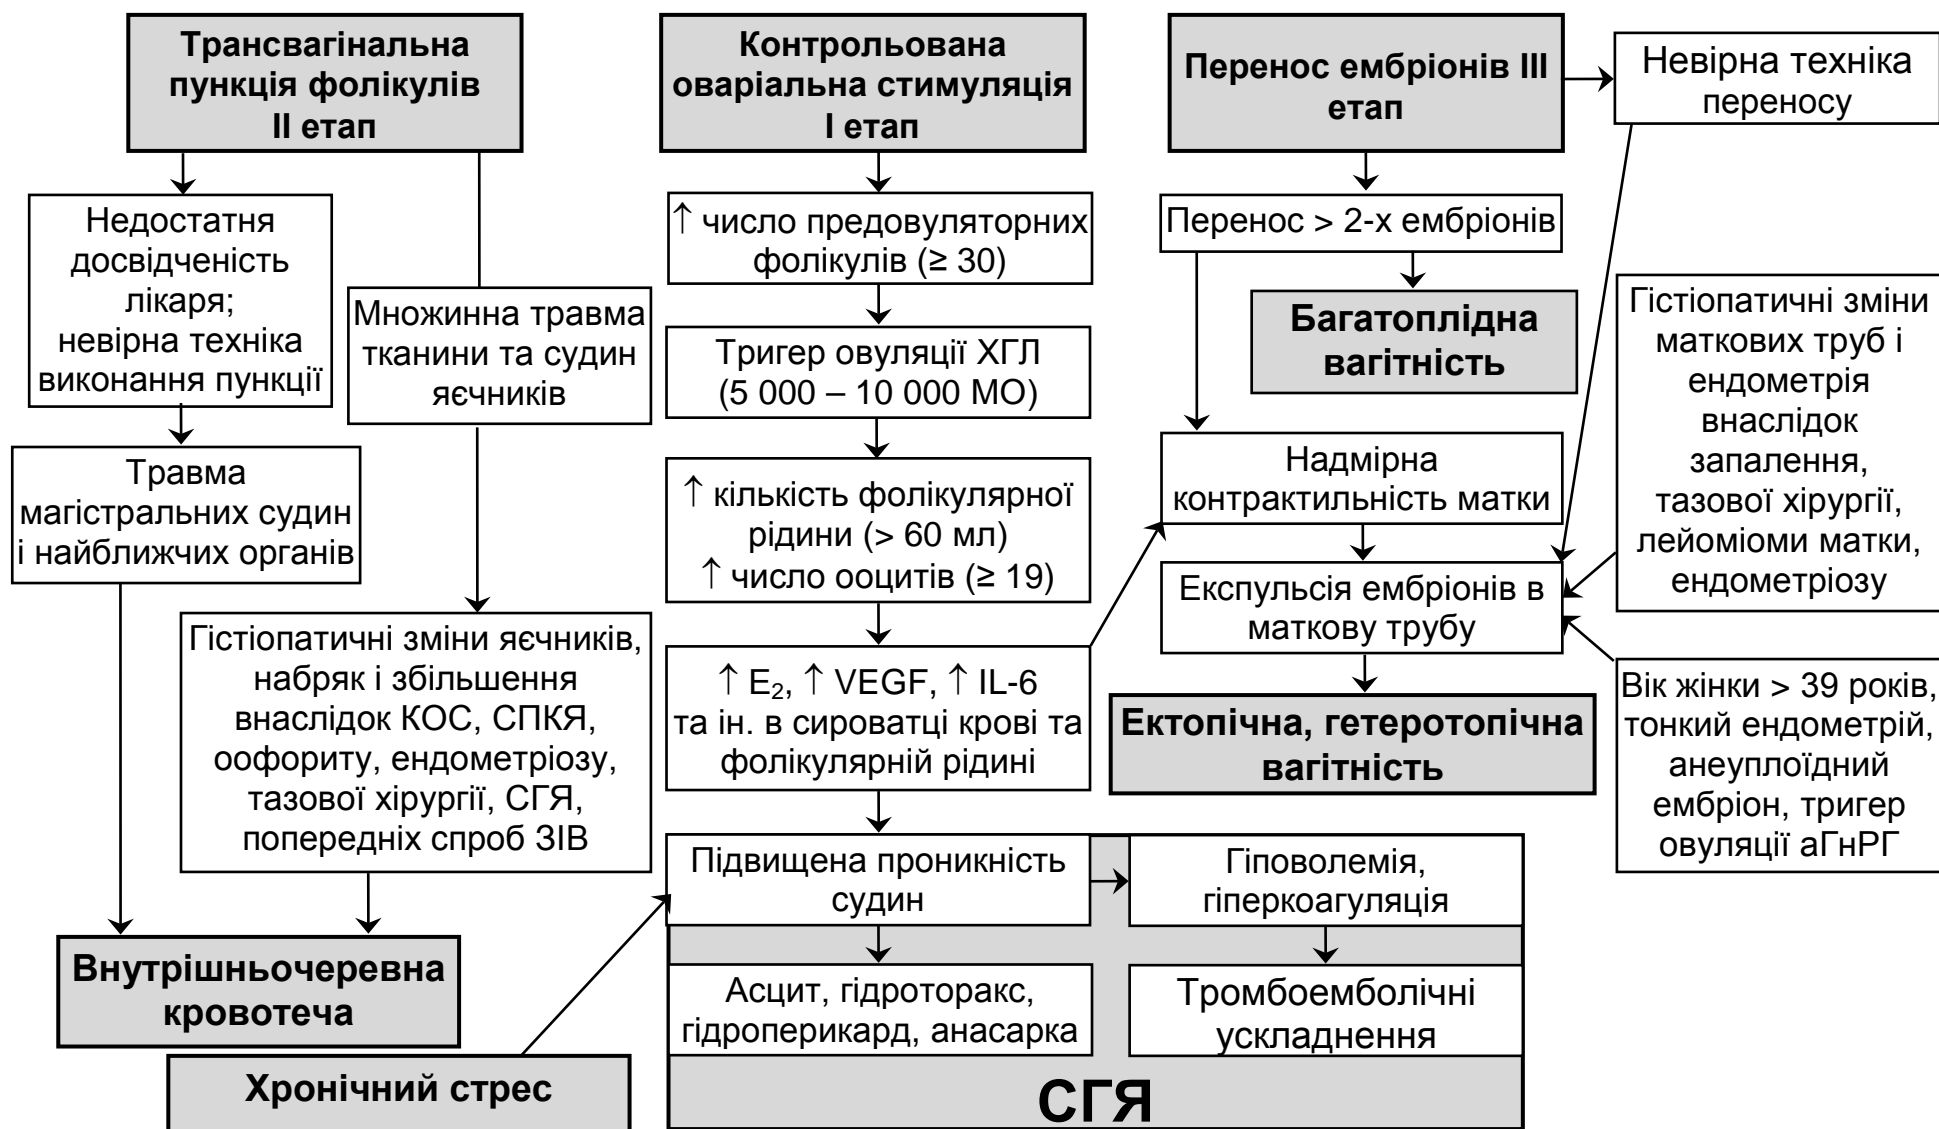 Трансвагінальна
пункція фолікулів
II етап
Недостатня
досвідченість
лікаря;
невірна техніка
виконання пункції
Множинна травма
тканини та судин
яєчників
Травма
магістральних судин
і найближчих органів
Гістіопатичні зміни яєчників,
набряк і збільшення
внаслідок КОС, СПКЯ,
оофориту, ендометріозу,
тазової хірургії, СГЯ,
попередніх спроб ЗІВ
Внутрішньочеревна
кровотеча
Хронічний стрес
Контрольована
оваріальна стимуляція
I етап
↑ число предовуляторних
фолікулів (≥ 30)
Тригер овуляції ХГЛ
(5 000 – 10 000 МО)
↑ кількість фолікулярної
рідини (> 60 мл)
↑ число ооцитів (≥ 19)
↑ E₂, ↑ VEGF, ↑ IL-6
та ін. в сироватці крові та
фолікулярній рідині
Підвищена проникність
судин
Асцит, гідроторакс,
гідроперикард, анасарка
Гіповолемія,
гіперкоагуляція
Тромбоемболічні
ускладнення
СГЯ
Перенос ембріонів III
етап
Невірна техніка
переносу
Перенос > 2-х ембріонів
Багатоплідна
вагітність
Надмірна
контрактильність матки
Експульсія ембріонів в
маткову трубу
Ектопічна, гетеротопічна
вагітність
Гістіопатичні зміни
маткових труб і
ендометрія
внаслідок
запалення,
тазової хірургії,
лейоміоми матки,
ендометріозу
Вік жінки > 39 років,
тонкий ендометрій,
анеуплоїдний
ембріон, тригер
овуляції аГнРГ